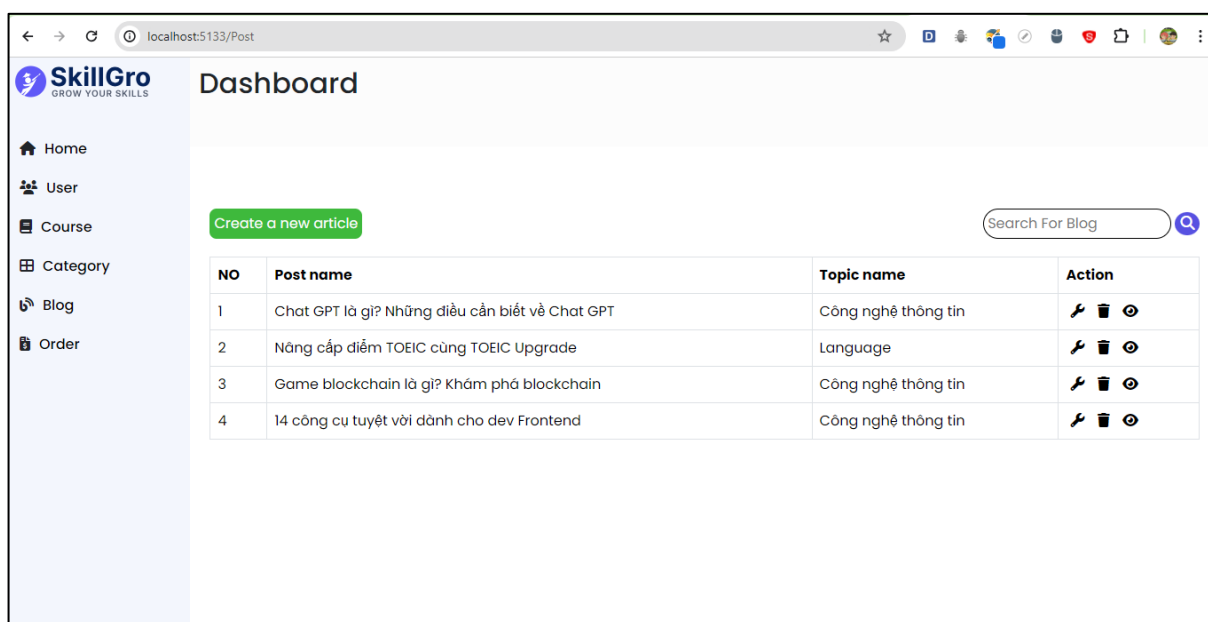 localhost:5133/Post
SkillGro
GROW YOUR SKILLS
Dashboard
Home
User
Course
Category
Blog
Order
Create a new article
Search For Blog
NO Post name Topic name Action
1 Chat GPT là gì? Những điều cần biết về Chat GPT Công nghệ thông tin
2 Nâng cấp điểm TOEIC cùng TOEIC Upgrade Language
3 Game blockchain là gì? Khám phá blockchain Công nghệ thông tin
4 14 công cụ tuyệt vời dành cho dev Frontend Công nghệ thông tin